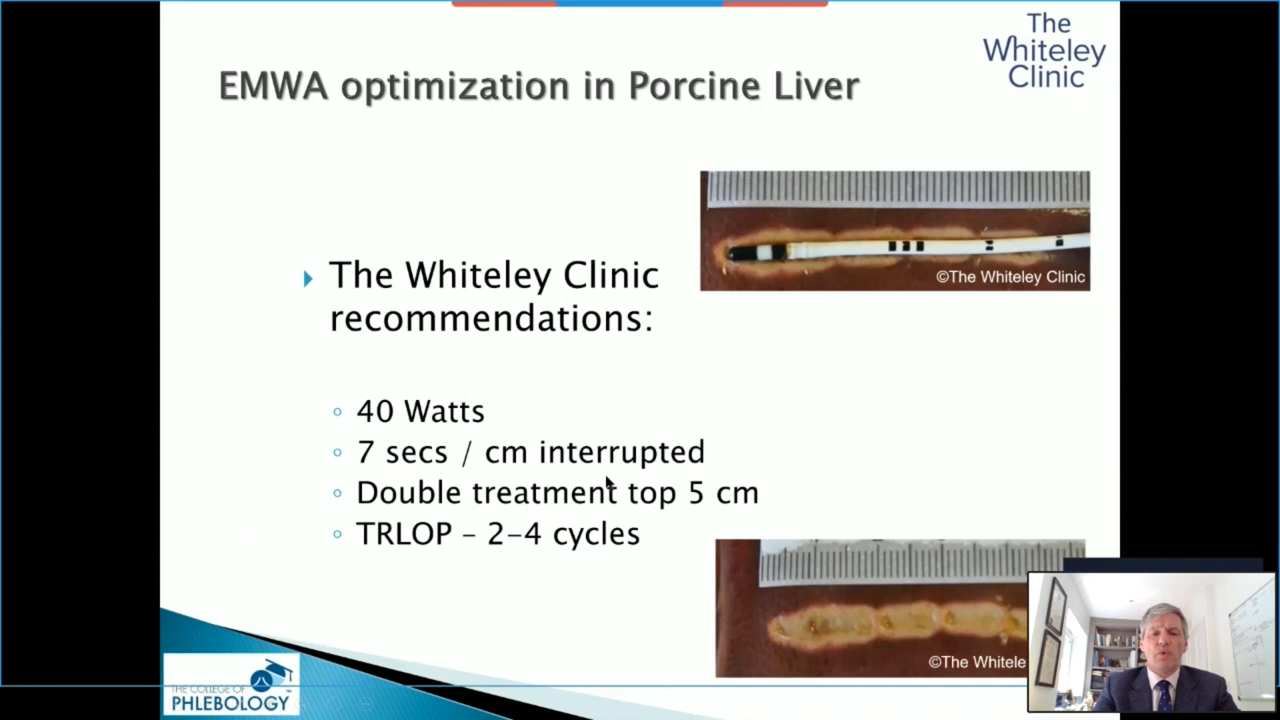 The
Whiteley
Clinic
EMWA optimization in Porcine Liver
©The Whiteley Clinic
The Whiteley Clinic
recommendations:
40 Watts
7 secs / cm interrupted
Double treatment top 5 cm
TRLOP – 2–4 cycles
©The Whitele
THE COLLEGE OF
PHLEBOLOGY